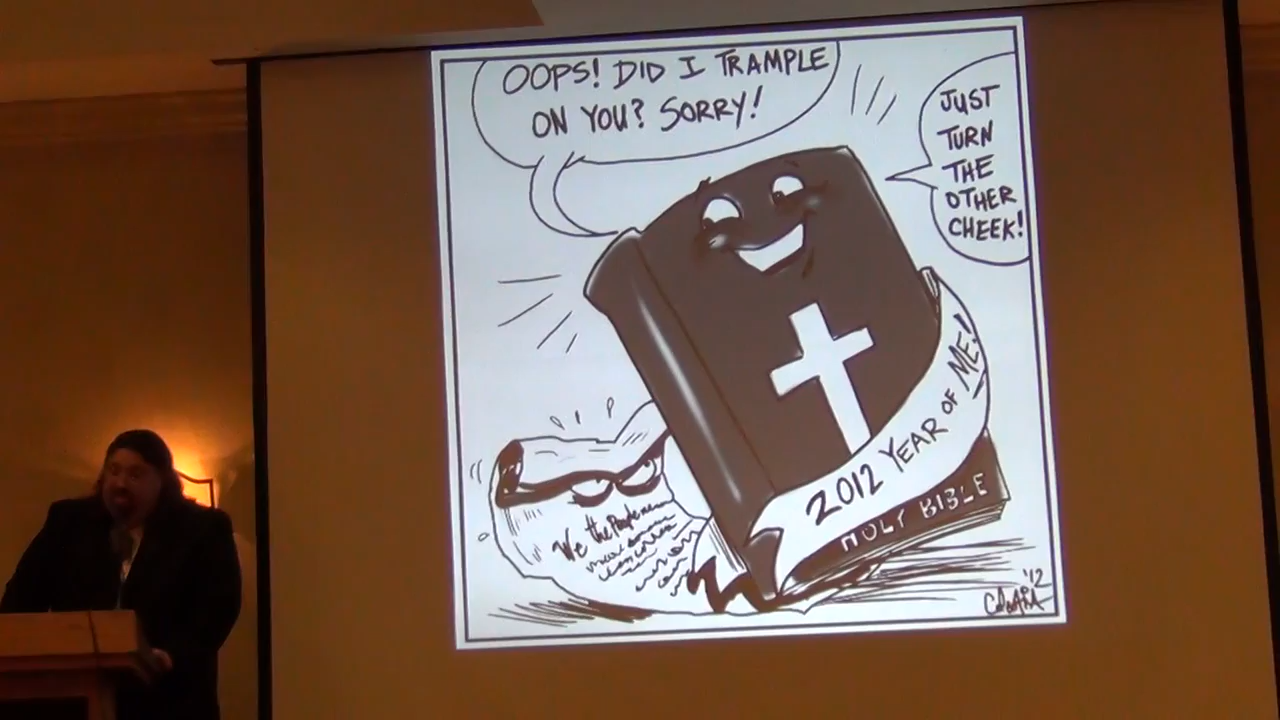 OOPS! DID I TRAMPLE
ON YOU? SORRY!
JUST
TURN
THE
OTHER
CHEEK!
2012 YEAR OF ME!
HOLY BIBLE
We the People
'12